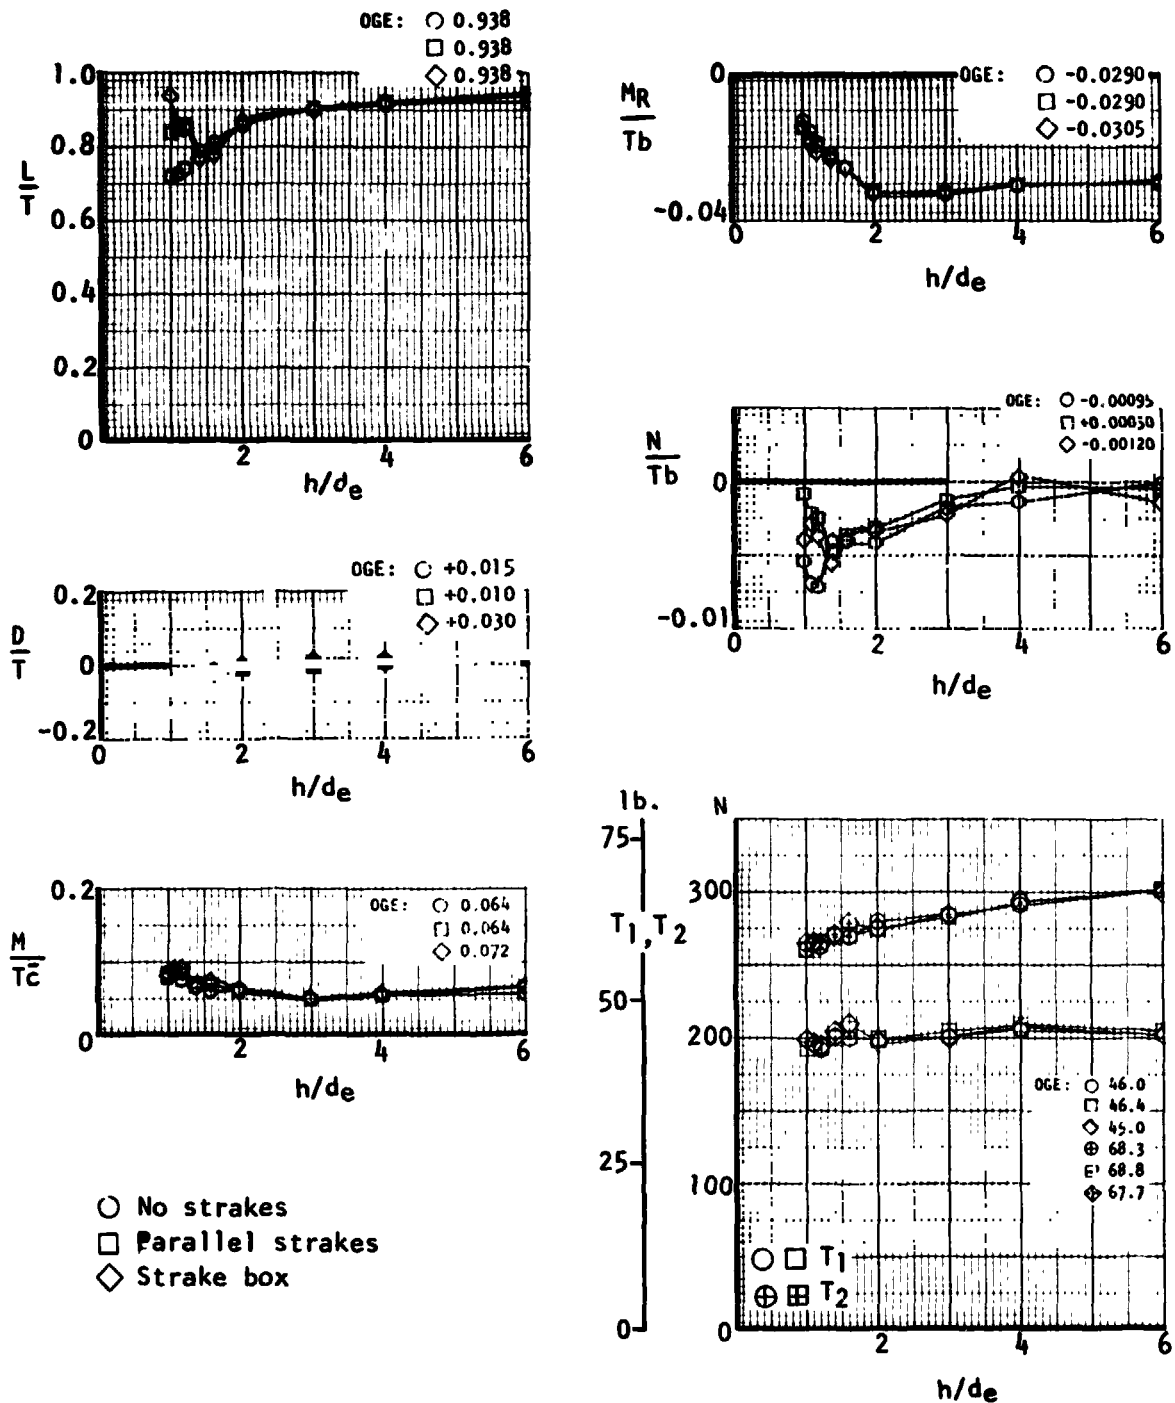 OGE: 0.938
0.938
0.938
1.0
0.8
0.6
0.4
0.2
0
L/T
2 4 6
h/de
OGE: +0.015
+0.010
+0.030
0.2
0
-0.2
D/T
0 2 4 6
h/de
OGE: 0.064
0.064
0.072
0.2
0
M/Tc̄
2 4 6
h/de
No strakes
Parallel strakes
Strake box
OGE: -0.0290
-0.0290
-0.0305
0
-0.04
MR/Tb
0 2 4 6
h/de
OGE: -0.00095
+0.00050
-0.00120
0
-0.01
N/Tb
0 2 4 6
h/de
lb. N
75
50
25
0
T1,T2
300
200
100
0
OGE: 46.0
46.4
45.0
68.3
68.8
67.7
T1
T2
2 4 6
h/de